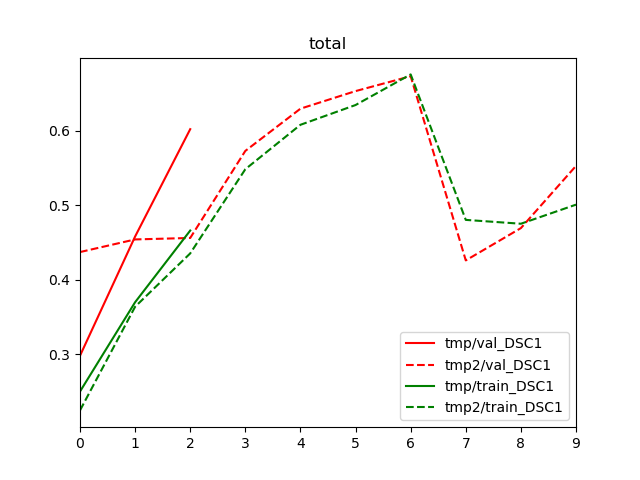 total
0.6
0.5
0.4
0.3
0 1 2 3 4 5 6 7 8 9
tmp/val_DSC1
tmp2/val_DSC1
tmp/train_DSC1
tmp2/train_DSC1